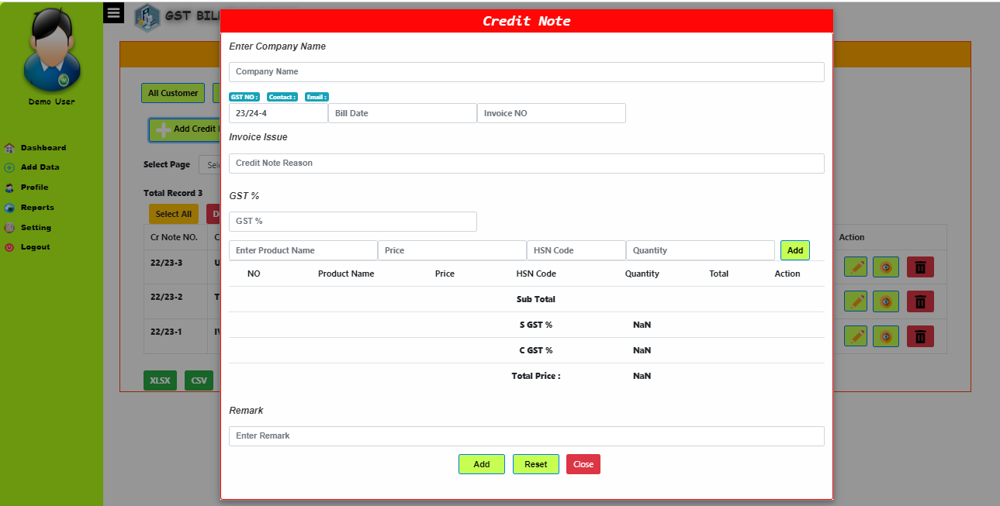 GST BIL
Credit Note
Demo User
Dashboard
Add Data
Profile
Reports
Setting
Logout
All Customer
Add Credit
Select Page
Total Record 3
Select All
Cr Note NO.
Action
22/23-3
22/23-2
22/23-1
XLSX CSV
Enter Company Name
Company Name
GST NO : Contact : Email :
23/24-4 Bill Date Invoice NO
Invoice Issue
Credit Note Reason
GST %
GST %
Enter Product Name Price HSN Code Quantity Add
NO Product Name Price HSN Code Quantity Total Action
Sub Total
S GST % NaN
C GST % NaN
Total Price : NaN
Remark
Enter Remark
Add Reset Close